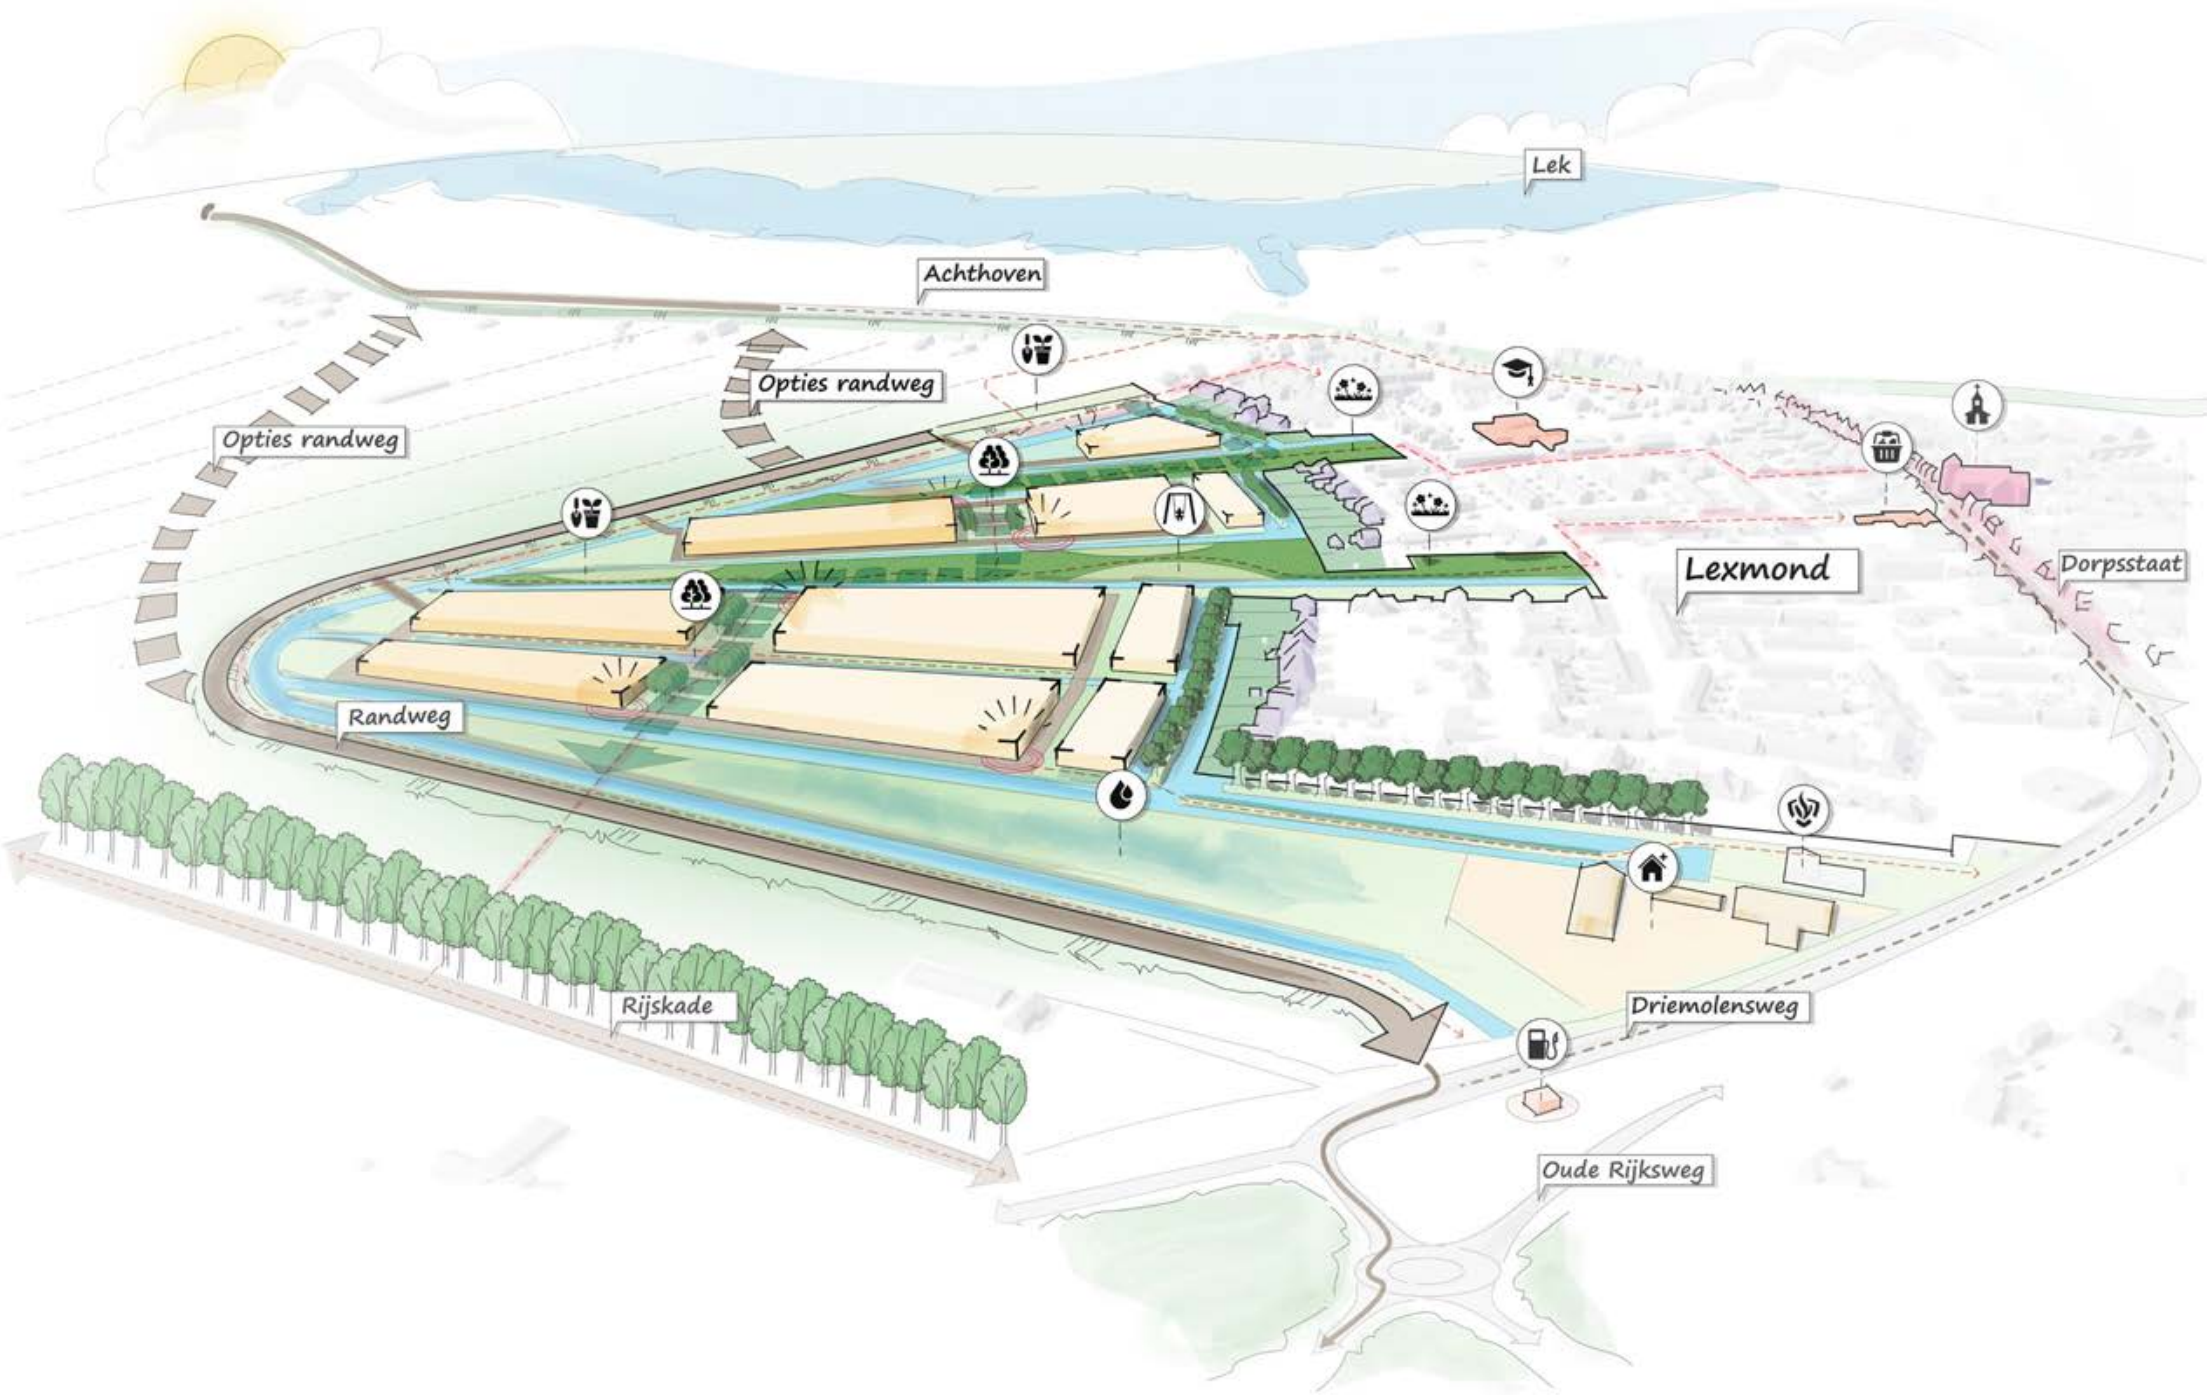 Lek
Achthoven
Opties randweg
Opties randweg
Lexmond
Dorpsstaat
Randweg
Rijskade
Driemolensweg
Oude Rijksweg